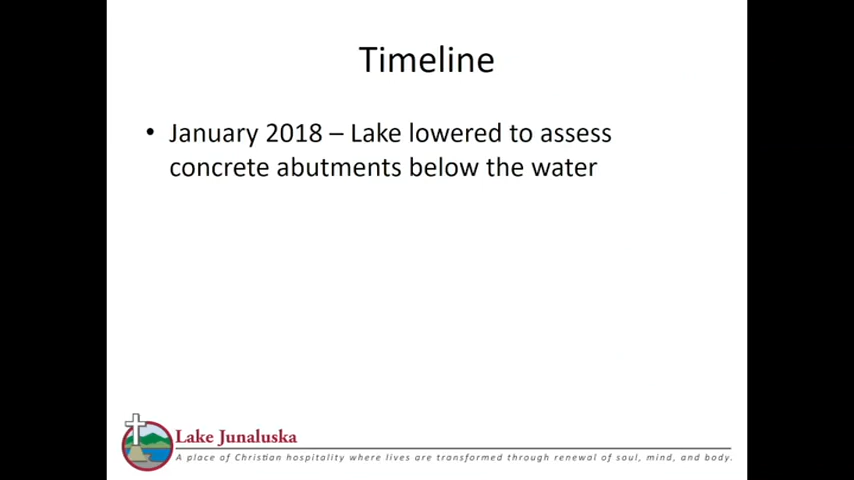 Timeline
• January 2018 – Lake lowered to assess
concrete abutments below the water
Lake Junaluska
A place of Christian hospitality where lives are transformed through renewal of soul, mind, and body.